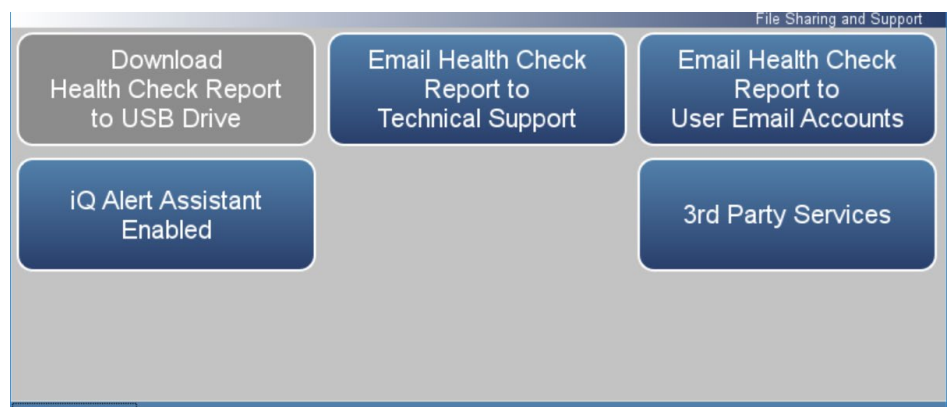 File Sharing and Support
Download
Health Check Report
to USB Drive
Email Health Check
Report to
Technical Support
Email Health Check
Report to
User Email Accounts
iQ Alert Assistant
Enabled
3rd Party Services